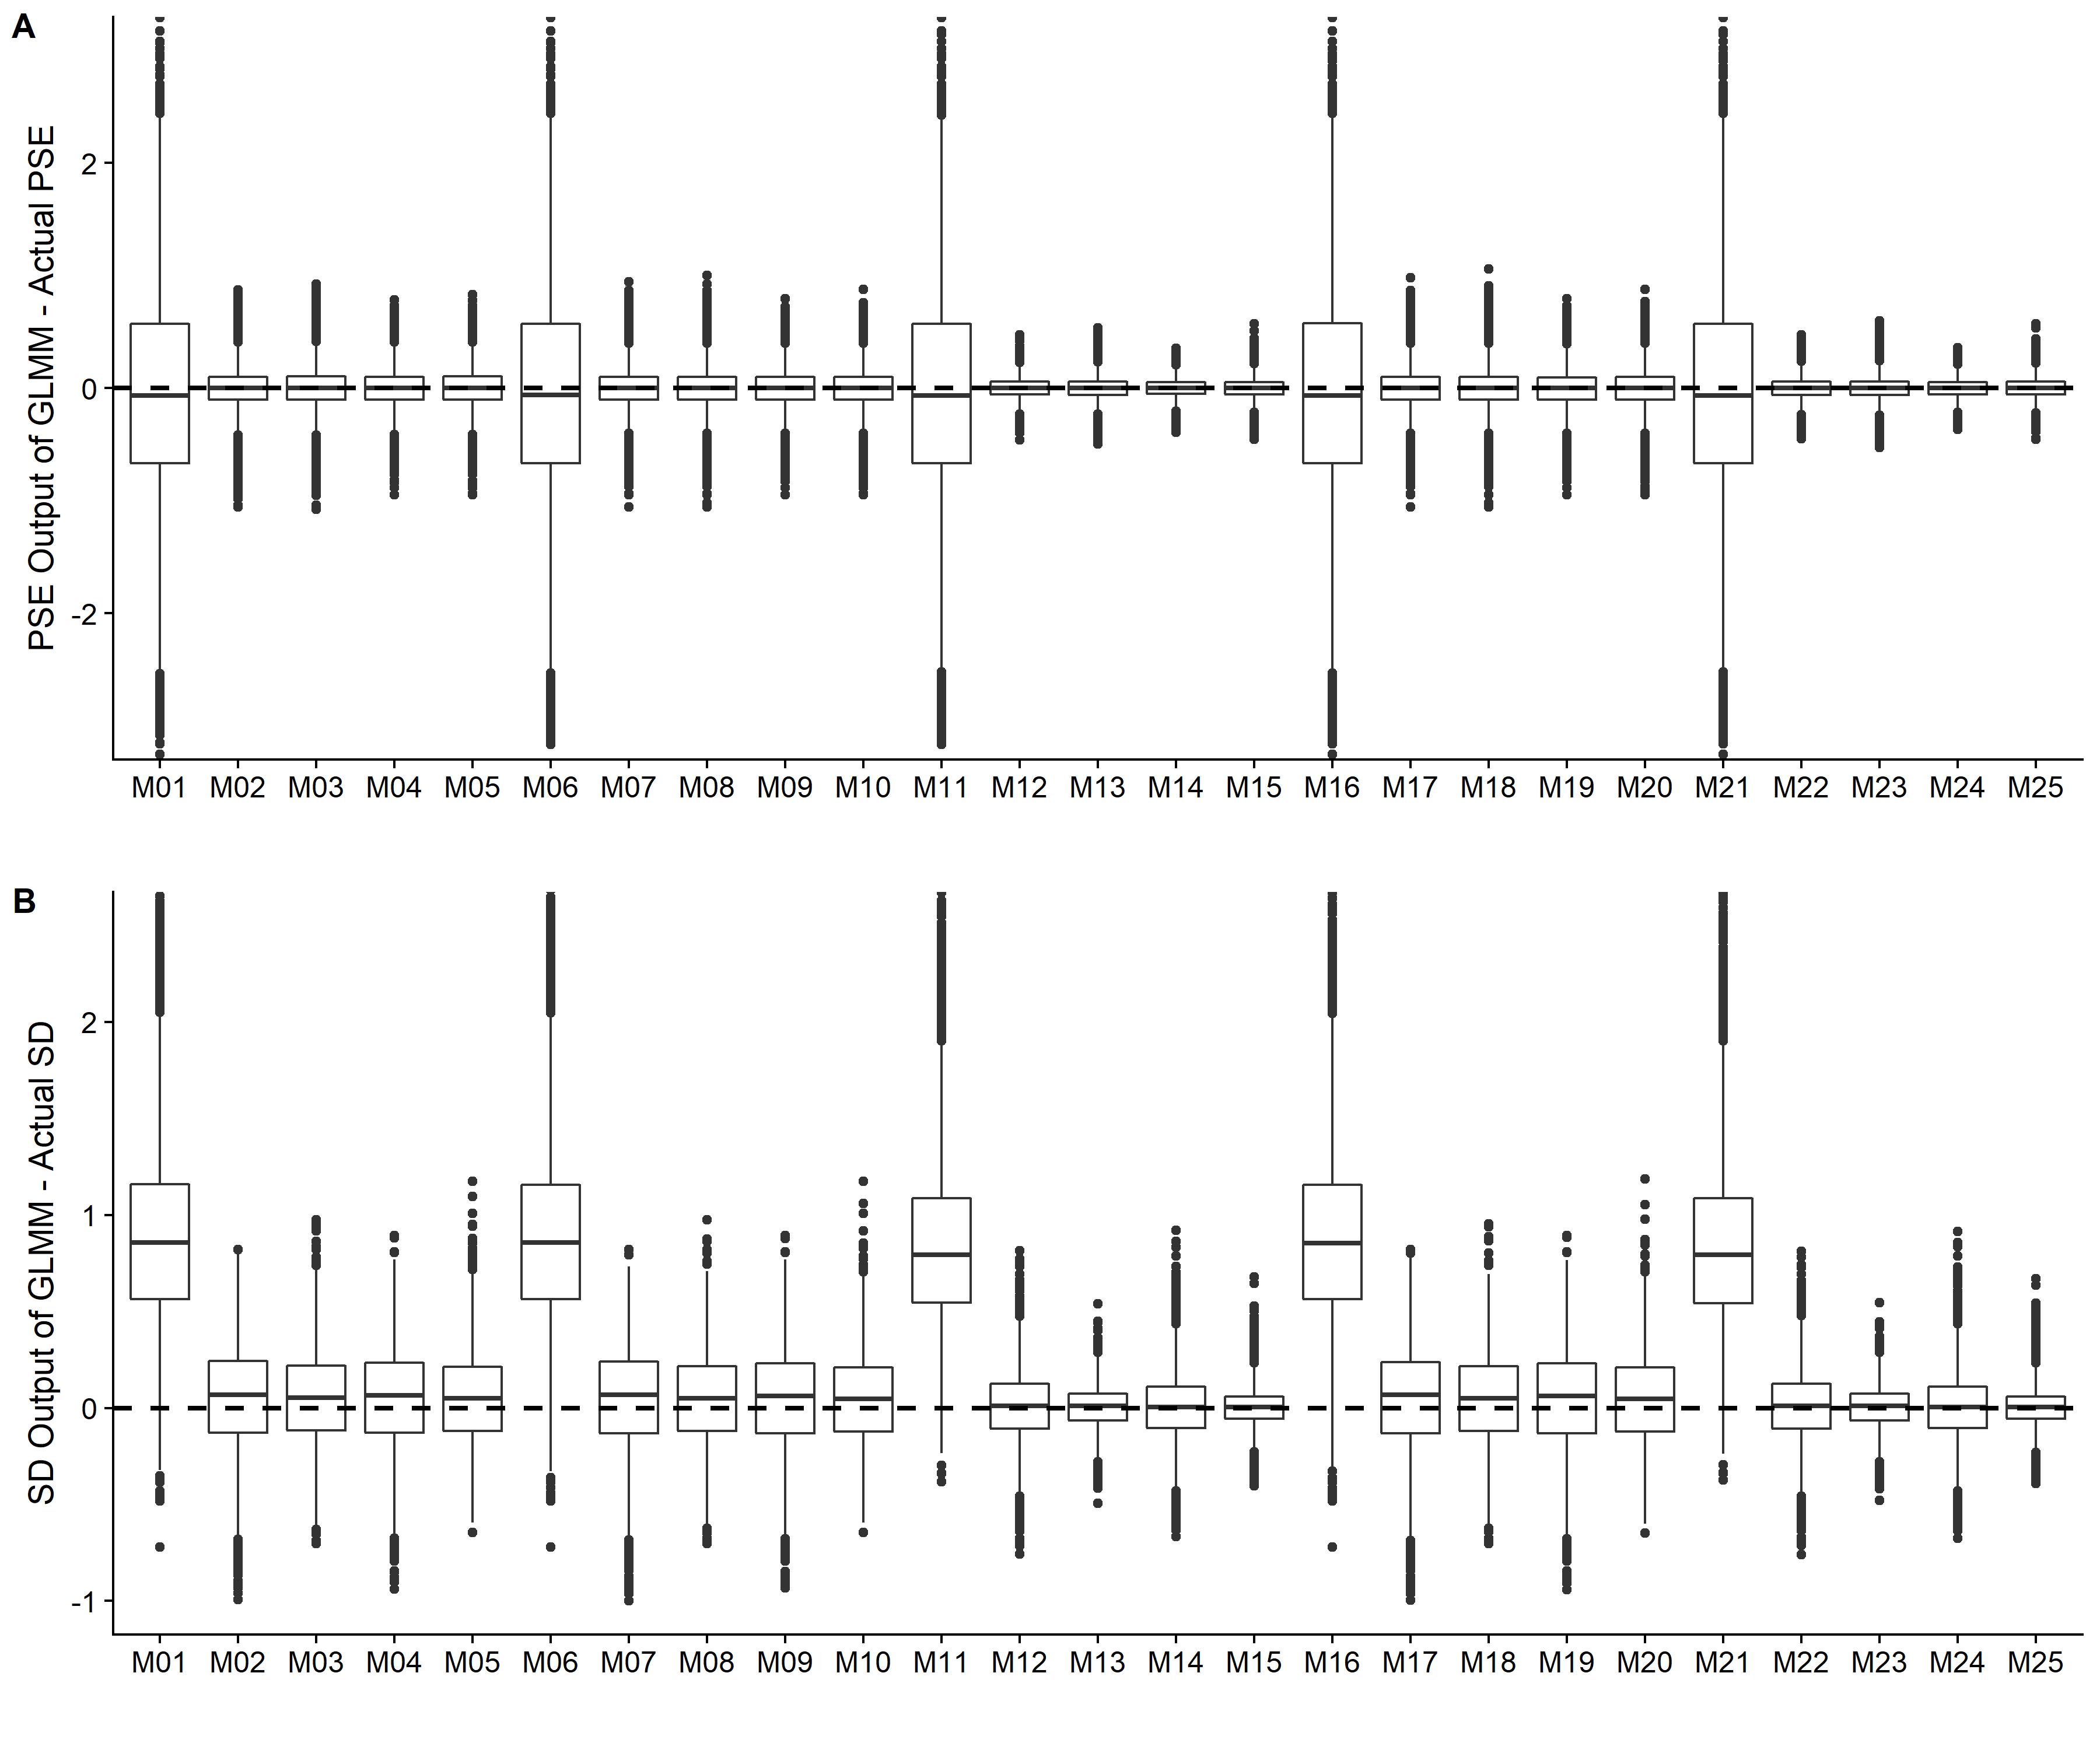 A
PSE Output of GLMM - Actual PSE
2
0
-2
M01 M02 M03 M04 M05 M06 M07 M08 M09 M10 M11 M12 M13 M14 M15 M16 M17 M18 M19 M20 M21 M22 M23 M24 M25
B
SD Output of GLMM - Actual SD
2
1
0
-1
M01 M02 M03 M04 M05 M06 M07 M08 M09 M10 M11 M12 M13 M14 M15 M16 M17 M18 M19 M20 M21 M22 M23 M24 M25